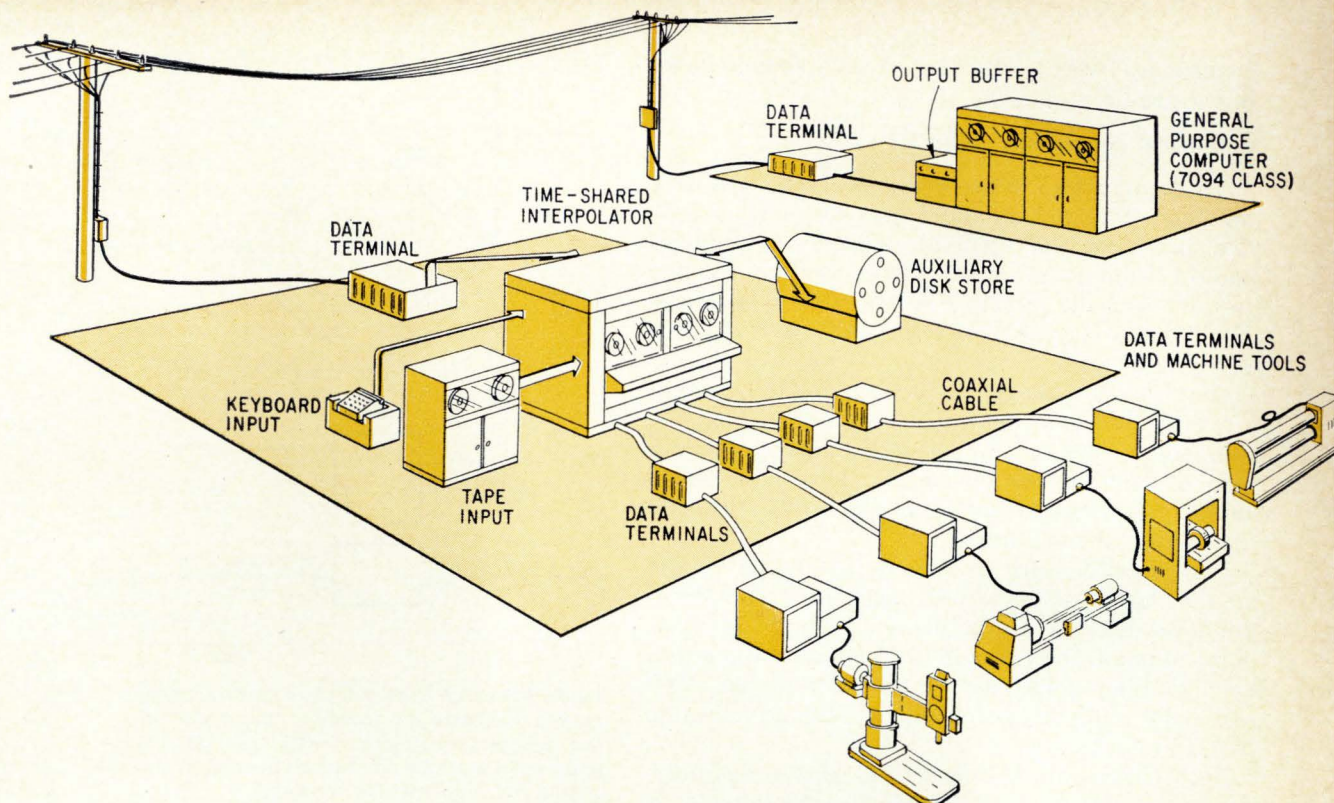 OUTPUT BUFFER
DATA
TERMINAL
GENERAL
PURPOSE
COMPUTER
(7094 CLASS)
TIME-SHARED
INTERPOLATOR
DATA
TERMINAL
AUXILIARY
DISK STORE
DATA TERMINALS
AND MACHINE TOOLS
KEYBOARD
INPUT
COAXIAL
CABLE
TAPE
INPUT
DATA
TERMINALS